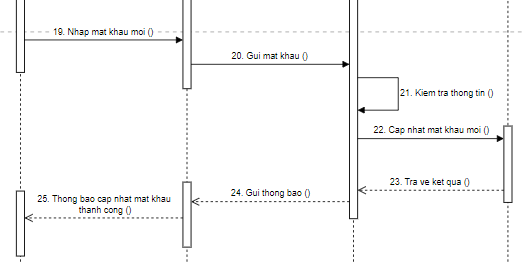 19. Nhap mat khau moi ()
20. Gui mat khau ()
21. Kiem tra thong tin ()
22. Cap nhat mat khau moi ()
23. Tra ve ket qua ()
24. Gui thong bao ()
25. Thong bao cap nhat mat khau
thanh cong ()